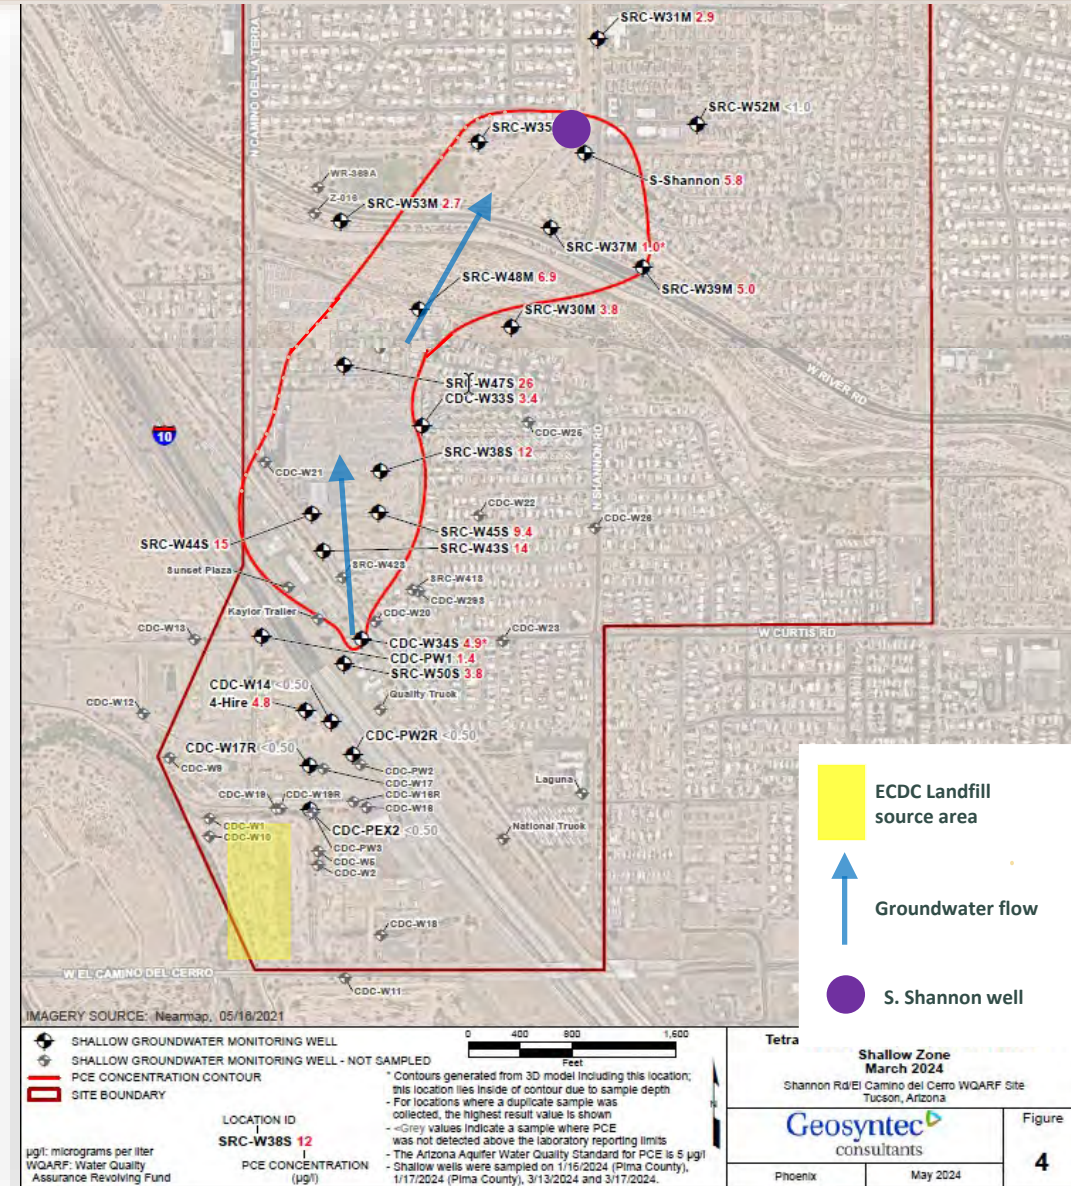 SRC-W31M 2.9
SRC-W52M <1.0
SRC-W35
S-Shannon 5.8
WR-369A
Z-016
SRC-W53M 2.7
SRC-W37M 1.0*
SRC-W39M 5.0
SRC-W48M 6.9
SRC-W30M 3.8
N CAMINO DE LA TIERRA
W RIVER RD
SRC-W47S 26
CDC-W33S 3.4
10
CDC-W25
N SHANNON RD
SRC-W38S 12
CDC-W21
CDC-W22
CDC-W26
SRC-W45S 9.4
SRC-W44S 15
SRC-W43S 14
Sunset Plaza
SRC-W42S
SRC-W41S
CDC-W29S
Kaylor Trailer
CDC-W20
CDC-W13
CDC-W23
W CURTIS RD
CDC-W34S 4.9*
CDC-PW1 1.4
SRC-W50S 3.8
CDC-W14 <0.50
4-Hire 4.8
Quality Truck
CDC-W12
CDC-PW2R <0.50
CDC-W17R <0.50
CDC-W9
CDC-PW2
CDC-W17
CDC-W16R
CDC-W16
Laguna
CDC-W19
CDC-W19R
CDC-W1
CDC-W10
CDC-PEX2 <0.50
National Truck
CDC-PW3
CDC-W5
CDC-W2
CDC-W18
W EL CAMINO DEL CERRO
CDC-W11
ECDC Landfill
source area
Groundwater flow
S. Shannon well
IMAGERY SOURCE: Nearmap, 05/16/2021
SHALLOW GROUNDWATER MONITORING WELL
SHALLOW GROUNDWATER MONITORING WELL - NOT SAMPLED
PCE CONCENTRATION CONTOUR
SITE BOUNDARY
LOCATION ID
SRC-W38S 12
PCE CONCENTRATION
(µg/l)
µg/l: micrograms per liter
WQARF: Water Quality
Assurance Revolving Fund
0 400 800 1,600
Feet
* Contours generated from 3D model including this location;
this location lies inside of contour due to sample depth
- For locations where a duplicate sample was
collected, the highest result value is shown
- <Grey values indicate a sample where PCE
was not detected above the laboratory reporting limits
- The Arizona Aquifer Water Quality Standard for PCE is 5 µg/l
- Shallow wells were sampled on 1/16/2024 (Pima County),
1/17/2024 (Pima County), 3/13/2024 and 3/17/2024.
N
Tetra
Shallow Zone
March 2024
Shannon Rd/El Camino del Cerro WQARF Site
Tucson, Arizona
Geosyntec
consultants
Phoenix
May 2024
Figure
4